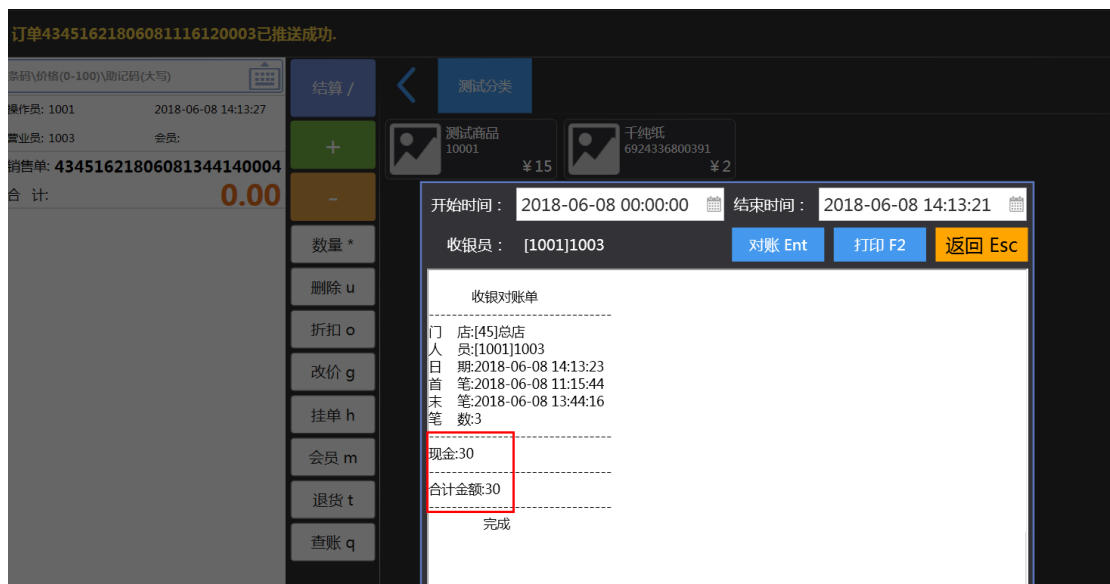 订单43451621806081116120003已推送成功.
条码\价格(0-100)\助记码(大写)
操作员: 1001 2018-06-08 14:13:27
营业员: 1003 会员:
销售单: 43451621806081344140004
合 计: 0.00
结算 /
+
-
数量 *
删除 u
折扣 o
改价 g
挂单 h
会员 m
退货 t
查账 q
测试分类
测试商品
10001
¥15
千纯纸
6924336800391
¥2
开始时间： 2018-06-08 00:00:00 结束时间： 2018-06-08 14:13:21
收银员： [1001]1003 对账 Ent 打印 F2 返回 Esc
收银对账单
--------------------------------
门 店:[45]总店
人 员:[1001]1003
日 期:2018-06-08 14:13:23
首 笔:2018-06-08 11:15:44
末 笔:2018-06-08 13:44:16
笔 数:3
--------------------------------
现金:30
--------------------------------
合计金额:30
--------------------------------
完成